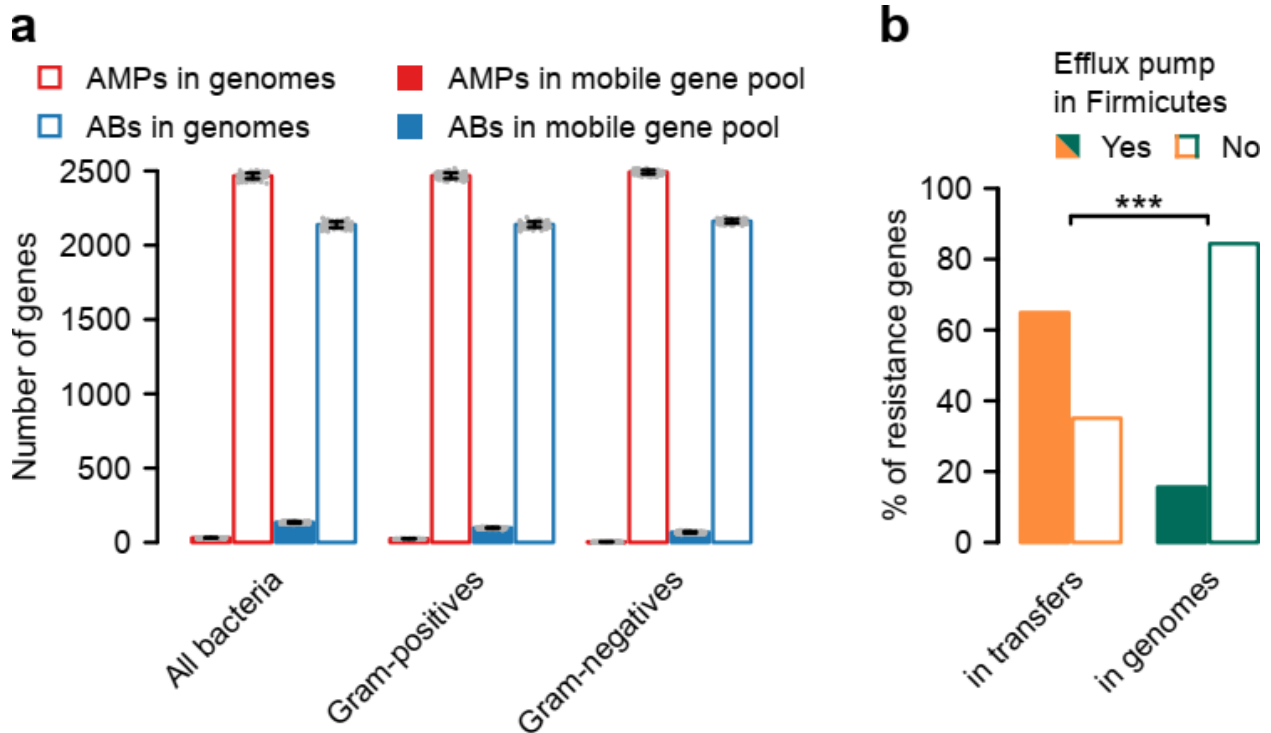 a
AMPs in genomes
AMPs in mobile gene pool
ABs in genomes
ABs in mobile gene pool
Number of genes
2500
2000
1500
1000
500
0
All bacteria
Gram-positives
Gram-negatives
b
Efflux pump
in Firmicutes
Yes
No
% of resistance genes
100
80
60
40
20
0
***
in transfers
in genomes